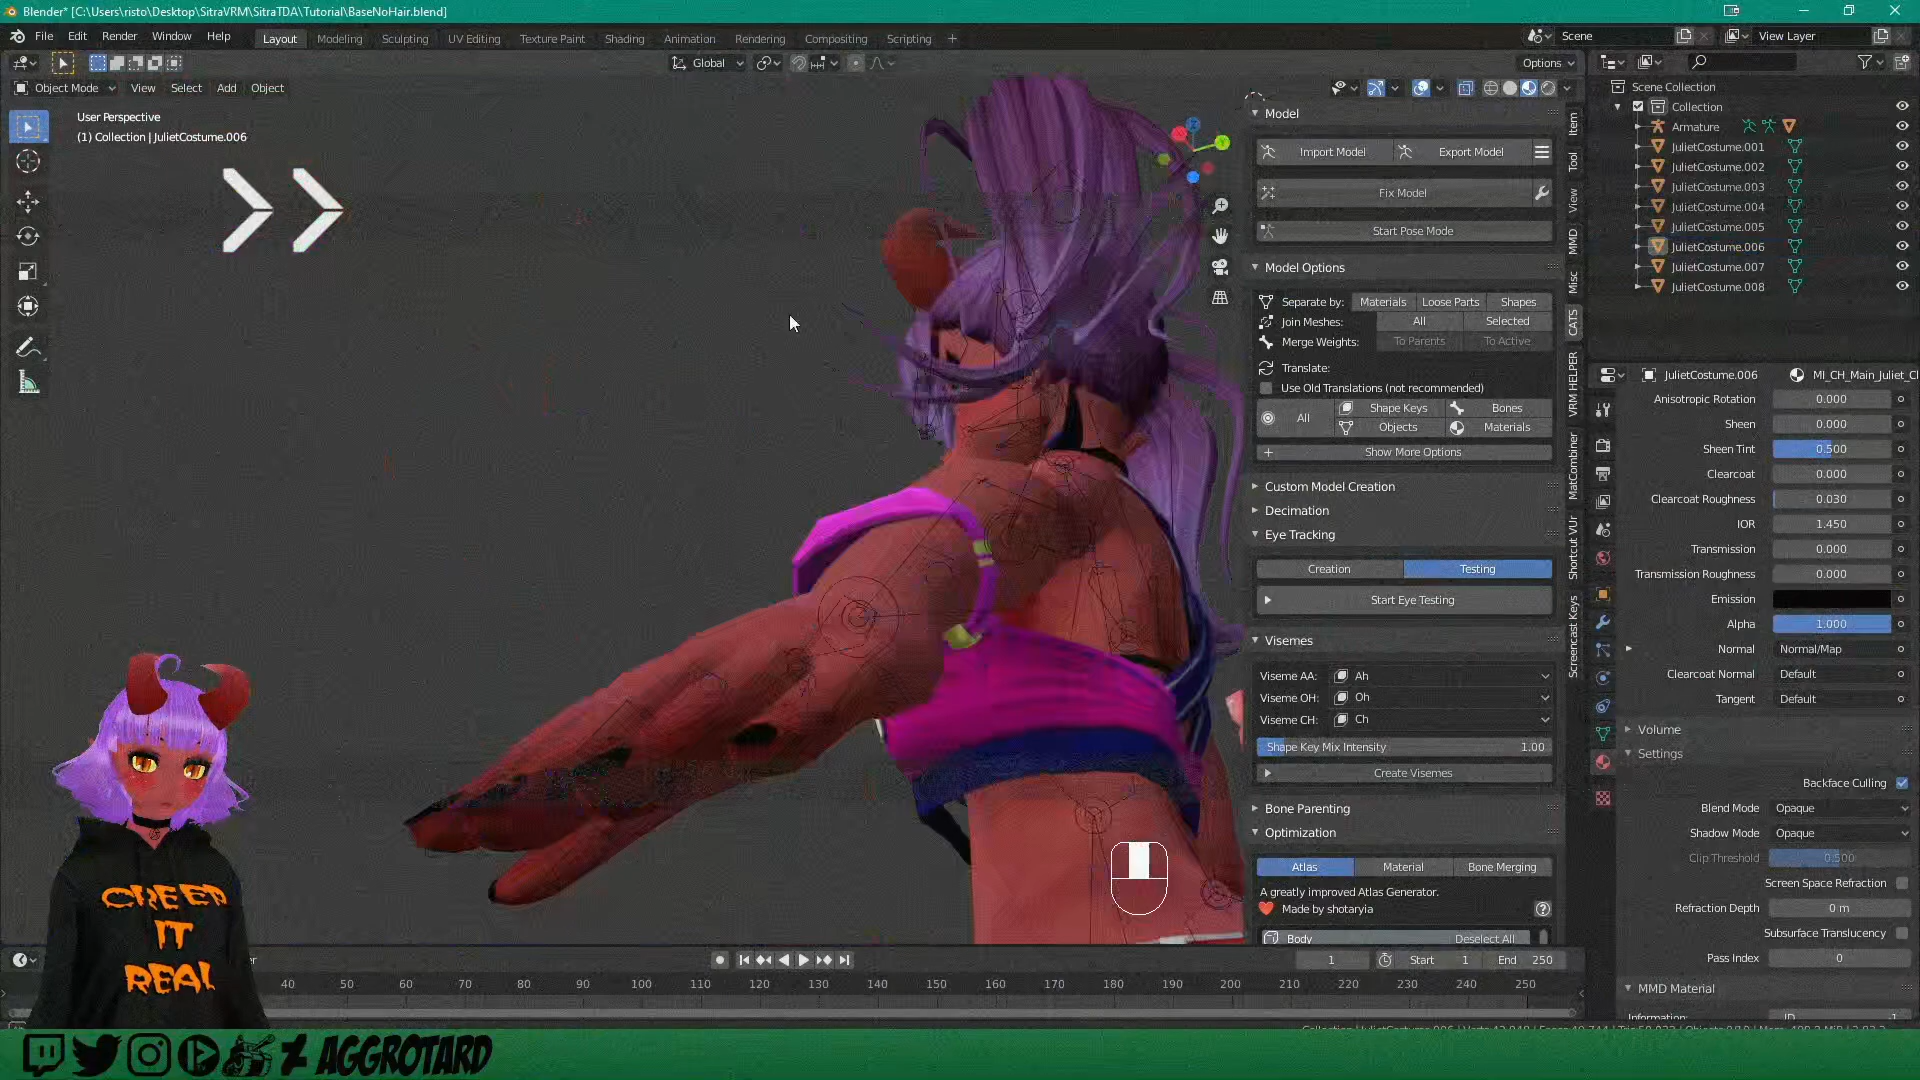 Blender* [C:\Users\risto\Desktop\SitraVRM\SitraTDA\Tutorial\BaseNoHair.blend]
File Edit Render Window Help
Layout Modeling Sculpting UV Editing Texture Paint Shading Animation Rendering Compositing Scripting +
Scene View Layer
Global Options
Object Mode View Select Add Object
User Perspective
(1) Collection | JulietCostume.006
Model
Import Model Export Model
Fix Model
Start Pose Mode
Model Options
Separate by: Materials Loose Parts Shapes
Join Meshes: All Selected
Merge Weights: To Parents To Active
Translate:
Use Old Translations (not recommended)
All Shape Keys Bones
Objects Materials
Show More Options
Custom Model Creation
Decimation
Eye Tracking
Creation Testing
Start Eye Testing
Visemes
Viseme AA: Ah
Viseme OH: Oh
Viseme CH: Ch
Shape Key Mix Intensity 1.00
Create Visemes
Bone Parenting
Optimization
Atlas Material Bone Merging
A greatly improved Atlas Generator.
Made by shotaryia
Body Deselect All
Item
Tool
View
MMD
Misc
CATS
VRM HELPER
MatCombiner
Shortcut VUr
Screencast Keys
Scene Collection
Collection
Armature
JulietCostume.001
JulietCostume.002
JulietCostume.003
JulietCostume.004
JulietCostume.005
JulietCostume.006
JulietCostume.007
JulietCostume.008
JulietCostume.006 MI_CH_Main_Juliet_Cl
Anisotropic Rotation 0.000
Sheen 0.000
Sheen Tint 0.500
Clearcoat 0.000
Clearcoat Roughness 0.030
IOR 1.450
Transmission 0.000
Transmission Roughness 0.000
Emission
Alpha 1.000
Normal Normal/Map
Clearcoat Normal Default
Tangent Default
Volume
Settings
Backface Culling
Blend Mode Opaque
Shadow Mode Opaque
Clip Threshold 0.500
Screen Space Refraction
Refraction Depth 0 m
Subsurface Translucency
Pass Index 0
MMD Material
Information: ID -1
1 Start 1 End 250
40 50 60 70 80 90 100 110 120 130 140 150 160 170 180 190 200 210 220 230 240 250
CREEP
IT
REAL
AGGROTARD